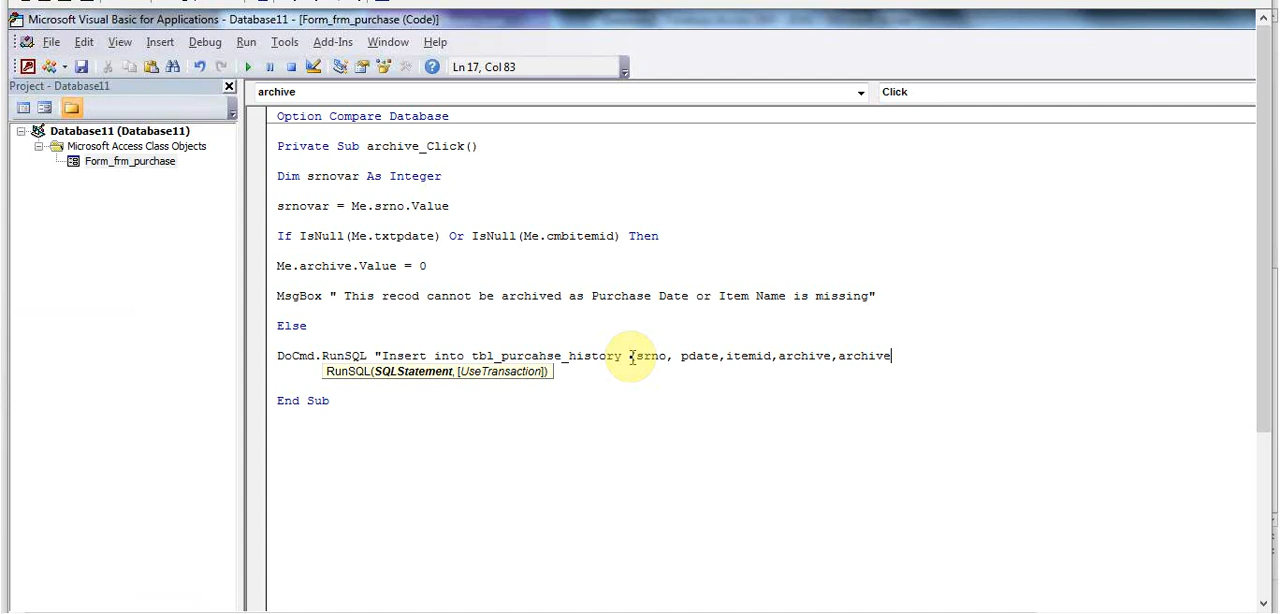 Microsoft Visual Basic for Applications - Database11 - [Form_frm_purchase (Code)]
File Edit View Insert Debug Run Tools Add-Ins Window Help
Ln 17, Col 83
Project - Database11
archive Click
Database11 (Database11)
Microsoft Access Class Objects
Form_frm_purchase
Option Compare Database
Private Sub archive_Click()
Dim srnovar As Integer
srnovar = Me.srno.Value
If IsNull(Me.txtpdate) Or IsNull(Me.cmbitemid) Then
Me.archive.Value = 0
MsgBox " This recod cannot be archived as Purchase Date or Item Name is missing"
Else
DoCmd.RunSQL "Insert into tbl_purcahse_history (srno, pdate,itemid,archive,archive
RunSQL(SQLStatement, [UseTransaction])
End Sub